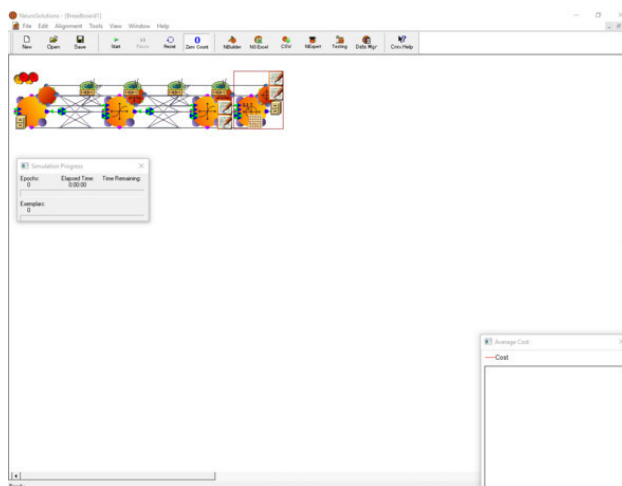 NeuroSolutions - [Breadboard1]
File Edit Alignment Tools View Window Help
New Open Save Start Pause Reset Zero Count NBuilder NSExcel CSV NExpert Testing Data Mgr Cntx Help
Simulation Progress
Epochs: Elapsed Time: Time Remaining:
0 0:00:00
Exemplars:
0
Average Cost
Cost
Ready